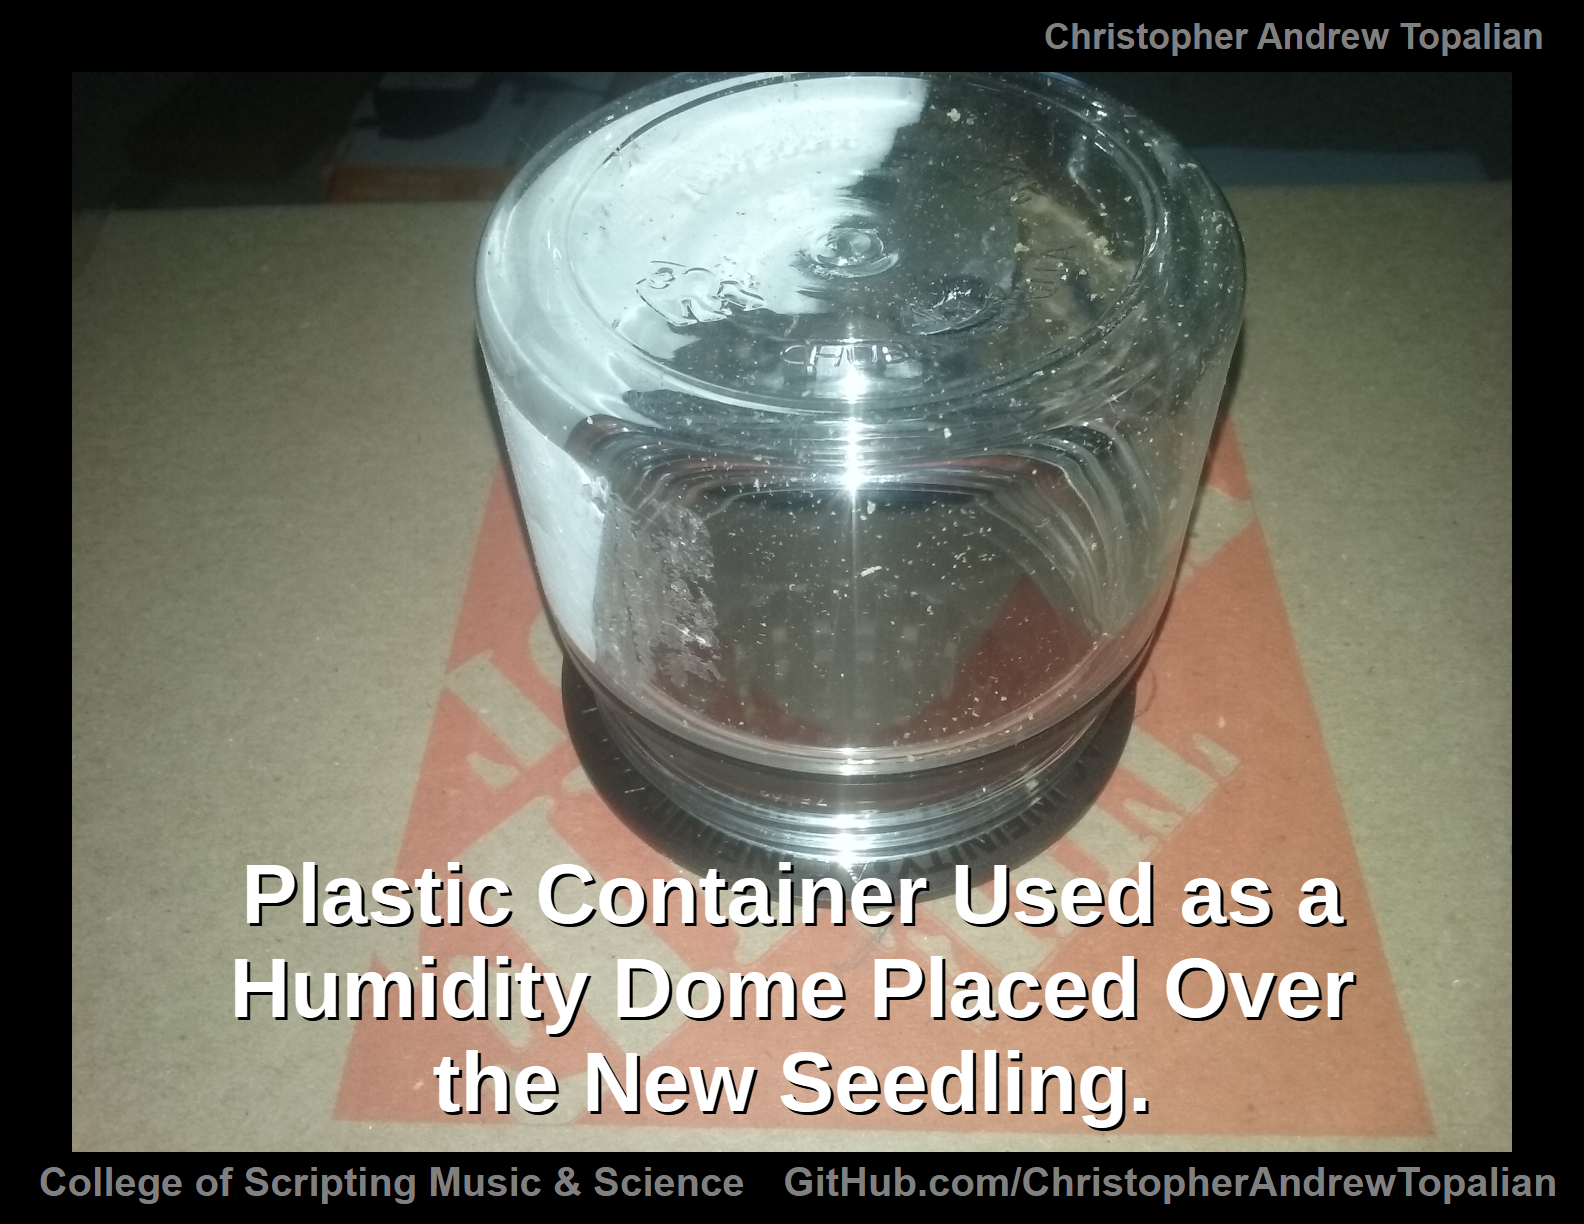 Christopher Andrew Topalian
Plastic Container Used as a
Humidity Dome Placed Over
the New Seedling.
College of Scripting Music & Science GitHub.com/ChristopherAndrewTopalian